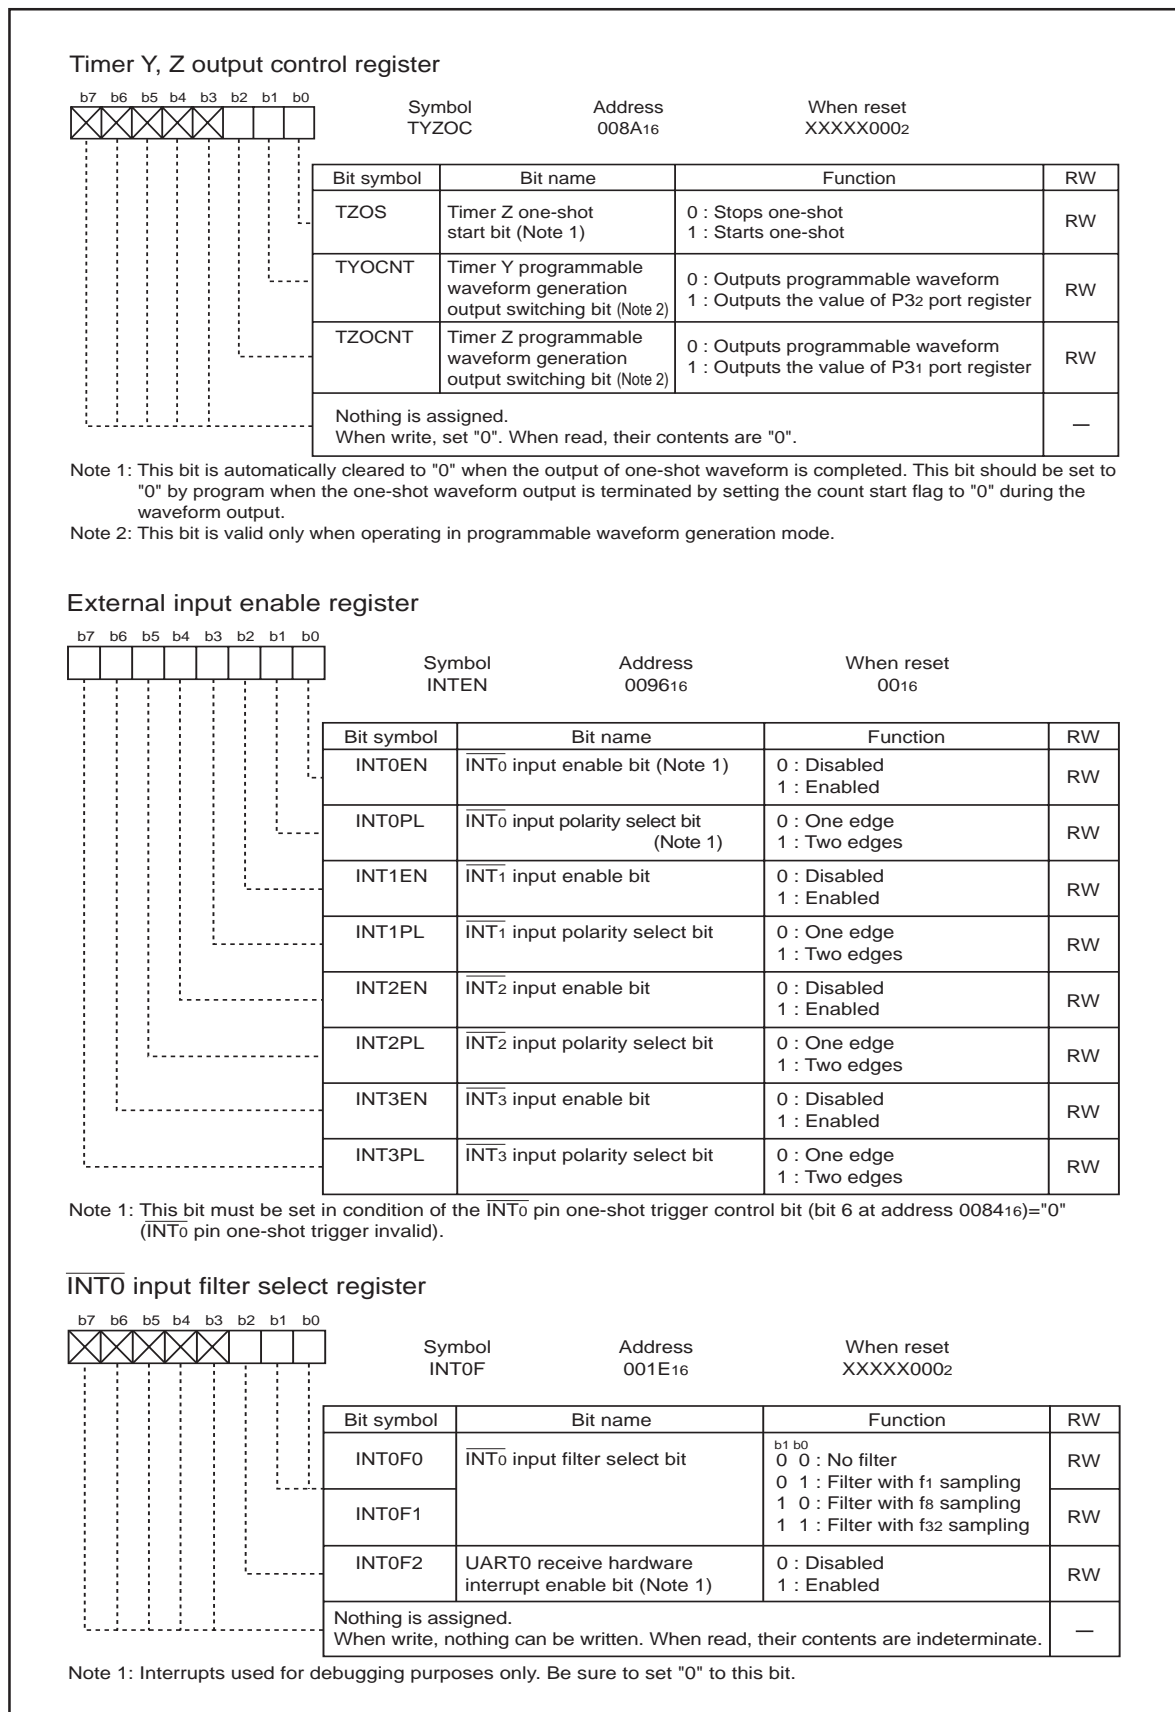 Timer Y, Z output control register
b7 b6 b5 b4 b3 b2 b1 b0
Symbol Address When reset
TYZOC 008A16 XXXXX0002
Bit symbol Bit name Function RW
TZOS Timer Z one-shot start bit (Note 1) 0 : Stops one-shot 1 : Starts one-shot RW
TYOCNT Timer Y programmable waveform generation output switching bit (Note 2) 0 : Outputs programmable waveform 1 : Outputs the value of P32 port register RW
TZOCNT Timer Z programmable waveform generation output switching bit (Note 2) 0 : Outputs programmable waveform 1 : Outputs the value of P31 port register RW
Nothing is assigned.
When write, set "0". When read, their contents are "0". —
Note 1: This bit is automatically cleared to "0" when the output of one-shot waveform is completed. This bit should be set to
"0" by program when the one-shot waveform output is terminated by setting the count start flag to "0" during the
waveform output.
Note 2: This bit is valid only when operating in programmable waveform generation mode.
External input enable register
b7 b6 b5 b4 b3 b2 b1 b0
Symbol Address When reset
INTEN 009616 0016
Bit symbol Bit name Function RW
INT0EN INT0 input enable bit (Note 1) 0 : Disabled 1 : Enabled RW
INT0PL INT0 input polarity select bit (Note 1) 0 : One edge 1 : Two edges RW
INT1EN INT1 input enable bit 0 : Disabled 1 : Enabled RW
INT1PL INT1 input polarity select bit 0 : One edge 1 : Two edges RW
INT2EN INT2 input enable bit 0 : Disabled 1 : Enabled RW
INT2PL INT2 input polarity select bit 0 : One edge 1 : Two edges RW
INT3EN INT3 input enable bit 0 : Disabled 1 : Enabled RW
INT3PL INT3 input polarity select bit 0 : One edge 1 : Two edges RW
Note 1: This bit must be set in condition of the INT0 pin one-shot trigger control bit (bit 6 at address 008416)="0"
(INT0 pin one-shot trigger invalid).
INT0 input filter select register
b7 b6 b5 b4 b3 b2 b1 b0
Symbol Address When reset
INT0F 001E16 XXXXX0002
Bit symbol Bit name Function RW
INT0F0 INT0 input filter select bit b1 b0 RW
0 0 : No filter
0 1 : Filter with f1 sampling
INT0F1 1 0 : Filter with f8 sampling RW
1 1 : Filter with f32 sampling
INT0F2 UART0 receive hardware interrupt enable bit (Note 1) 0 : Disabled 1 : Enabled RW
Nothing is assigned.
When write, nothing can be written. When read, their contents are indeterminate. —
Note 1: Interrupts used for debugging purposes only. Be sure to set "0" to this bit.